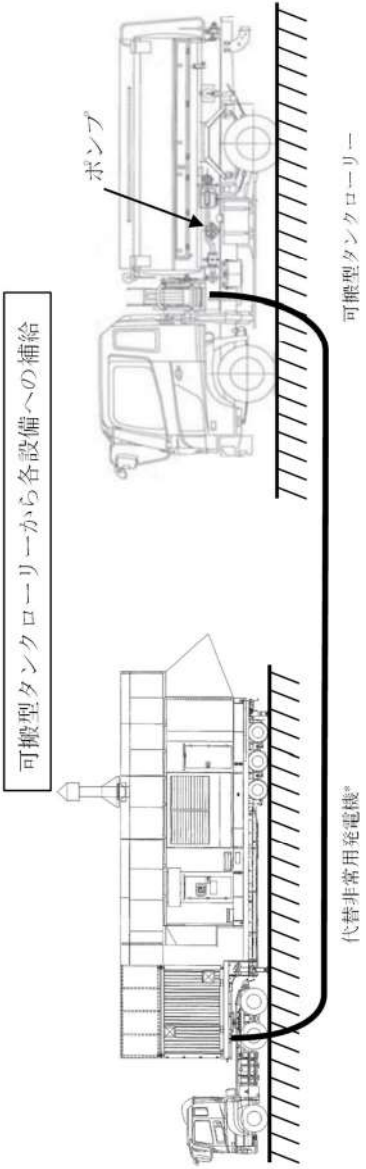 可搬型タンクローリーから各設備への補給
ポンプ
代替非常用発電機*
可搬型タンクローリー